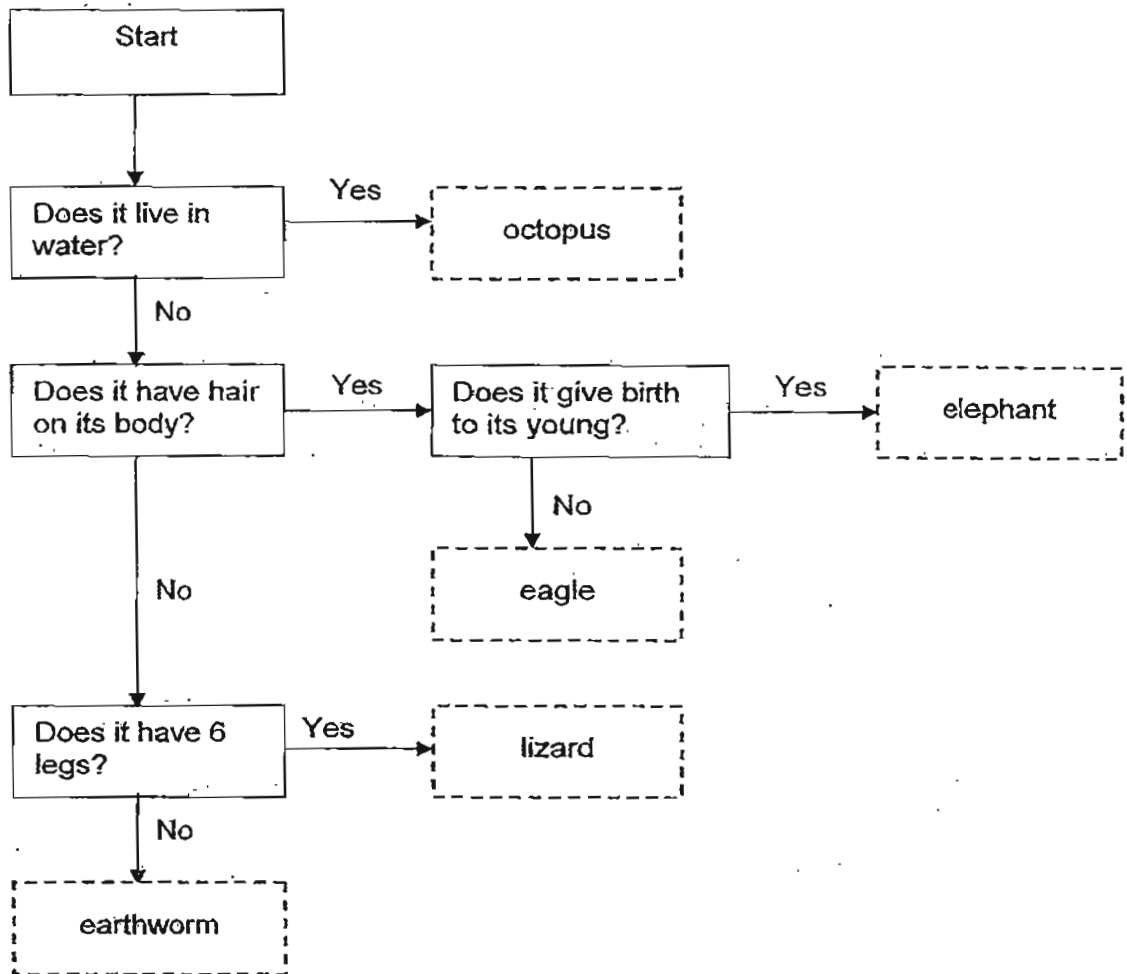 Start
Does it live in
water?
Yes
octopus
No
Does it have hair
on its body?
Yes
Does it give birth
to its young?
Yes
elephant
No
eagle
No
Does it have 6
legs?
Yes
lizard
No
earthworm